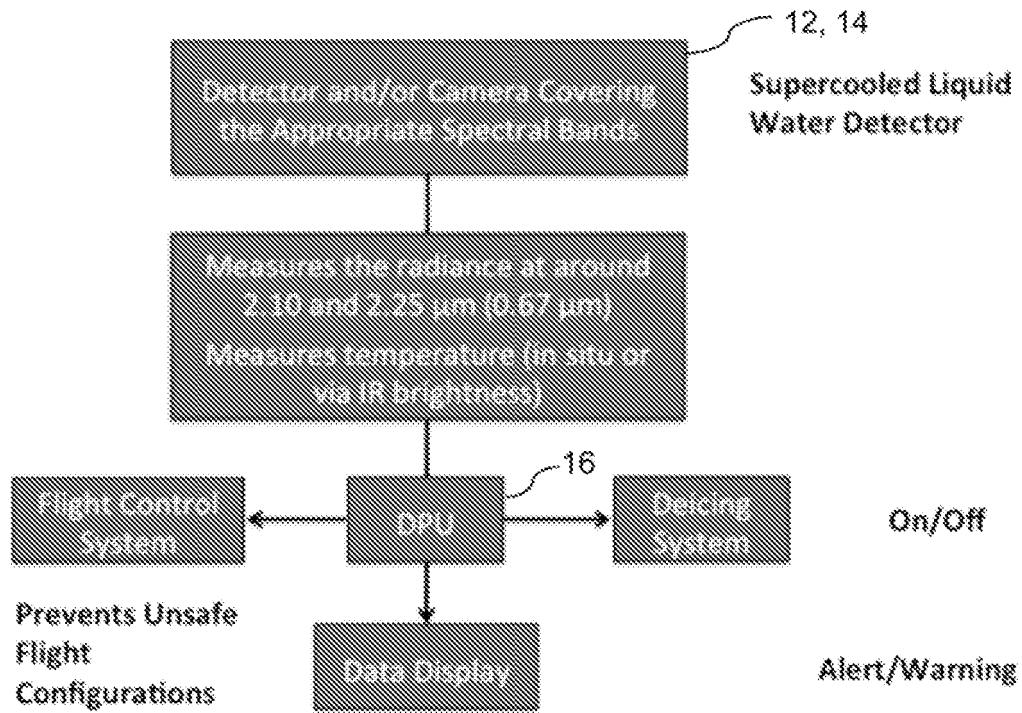 12, 14
Detector and/or Camera Covering
the Appropriate Spectral Bands
Supercooled Liquid
Water Detector
Measures the radiance at around
2.10 and 2.25 μm (0.67 μm)
Measures temperature (in situ or
via IR brightness)
16
Flight Control
System
DPU
Deicing
System
On/Off
Prevents Unsafe
Flight
Configurations
Data Display
Alert/Warning